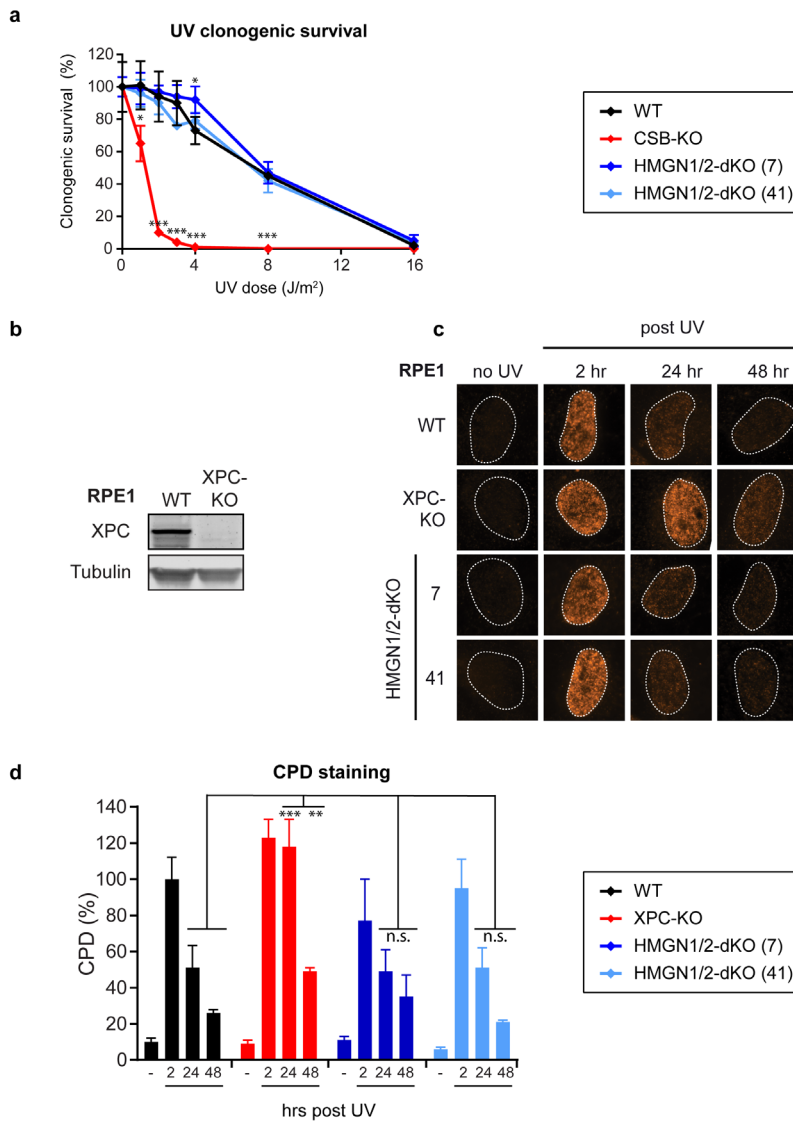 a
UV clonogenic survival
Clonogenic survival (%)
120
100
80
60
40
20
0
*
*
*** *** *** ***
0 4 8 12 16
UV dose (J/m²)
WT
CSB-KO
HMGN1/2-dKO (7)
HMGN1/2-dKO (41)
b
RPE1 WT XPC-KO
XPC
Tubulin
c
post UV
RPE1 no UV 2 hr 24 hr 48 hr
WT
XPC-KO
HMGN1/2-dKO
7
41
d
CPD staining
CPD (%)
140
120
100
80
60
40
20
0
*** **
n.s. n.s.
- 2 24 48 - 2 24 48 - 2 24 48 - 2 24 48
hrs post UV
WT
XPC-KO
HMGN1/2-dKO (7)
HMGN1/2-dKO (41)